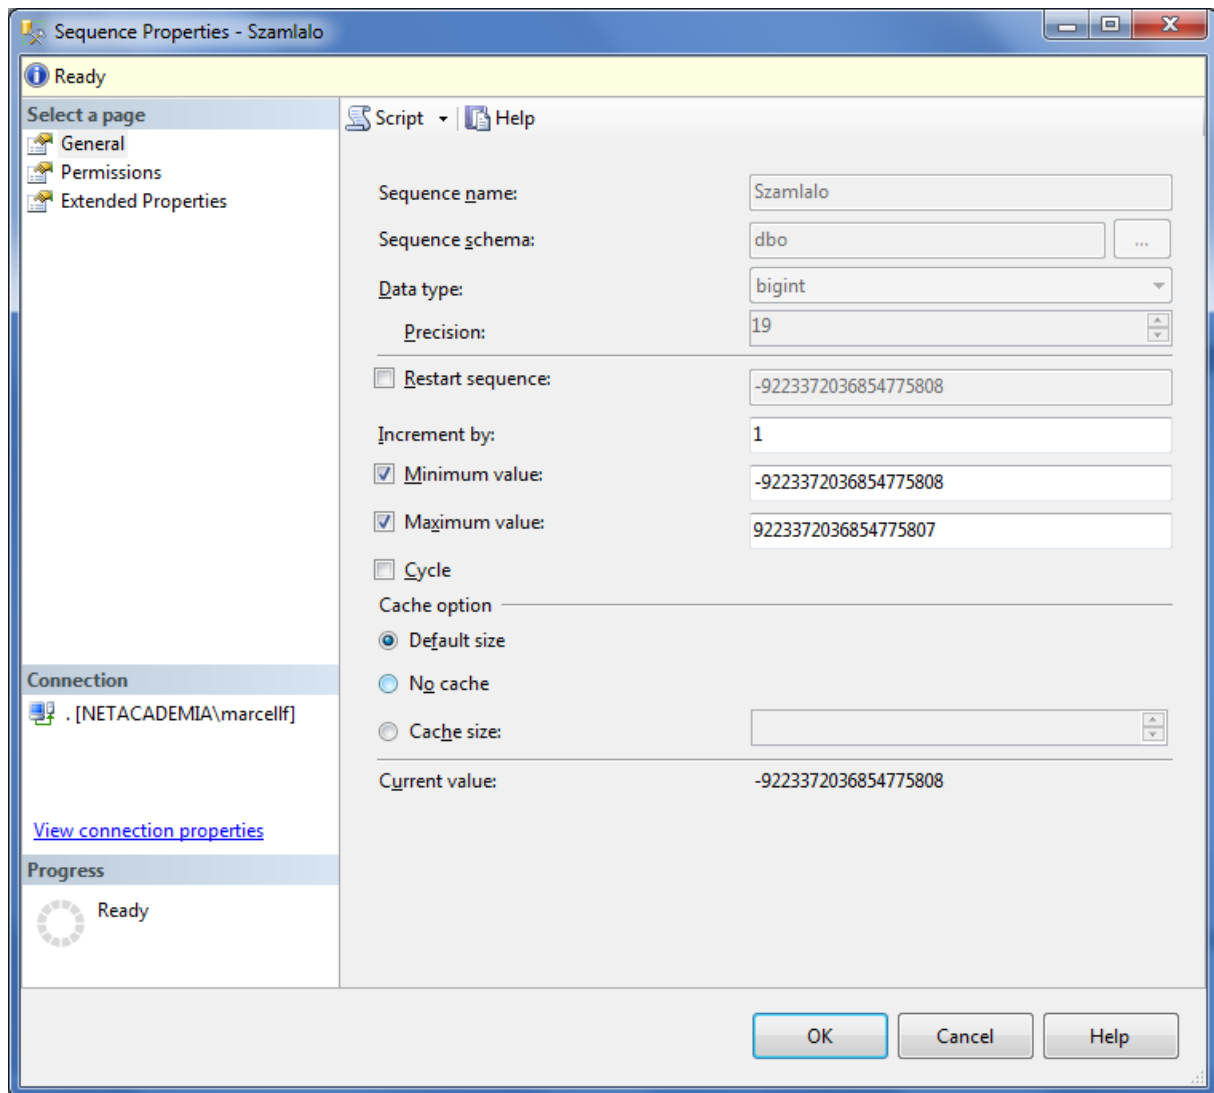 Sequence Properties - Szamlalo
Ready
Select a page
General
Permissions
Extended Properties
Connection
. [NETACADEMIA\marcellf]
View connection properties
Progress
Ready
Script
Help
Sequence name: Szamlalo
Sequence schema: dbo ...
Data type: bigint
Precision: 19
Restart sequence: -9223372036854775808
Increment by: 1
Minimum value: -9223372036854775808
Maximum value: 9223372036854775807
Cycle
Cache option
Default size
No cache
Cache size:
Current value: -9223372036854775808
OK Cancel Help